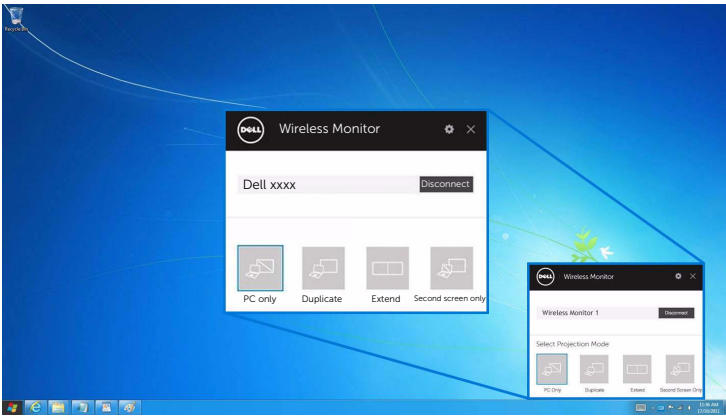 Recycle Bin
DELL Wireless Monitor
Dell xxxx Disconnect
PC only Duplicate Extend Second screen only
DELL Wireless Monitor
Wireless Monitor 1 Disconnect
Select Projection Mode
PC Only Duplicate Extend Second Screen Only